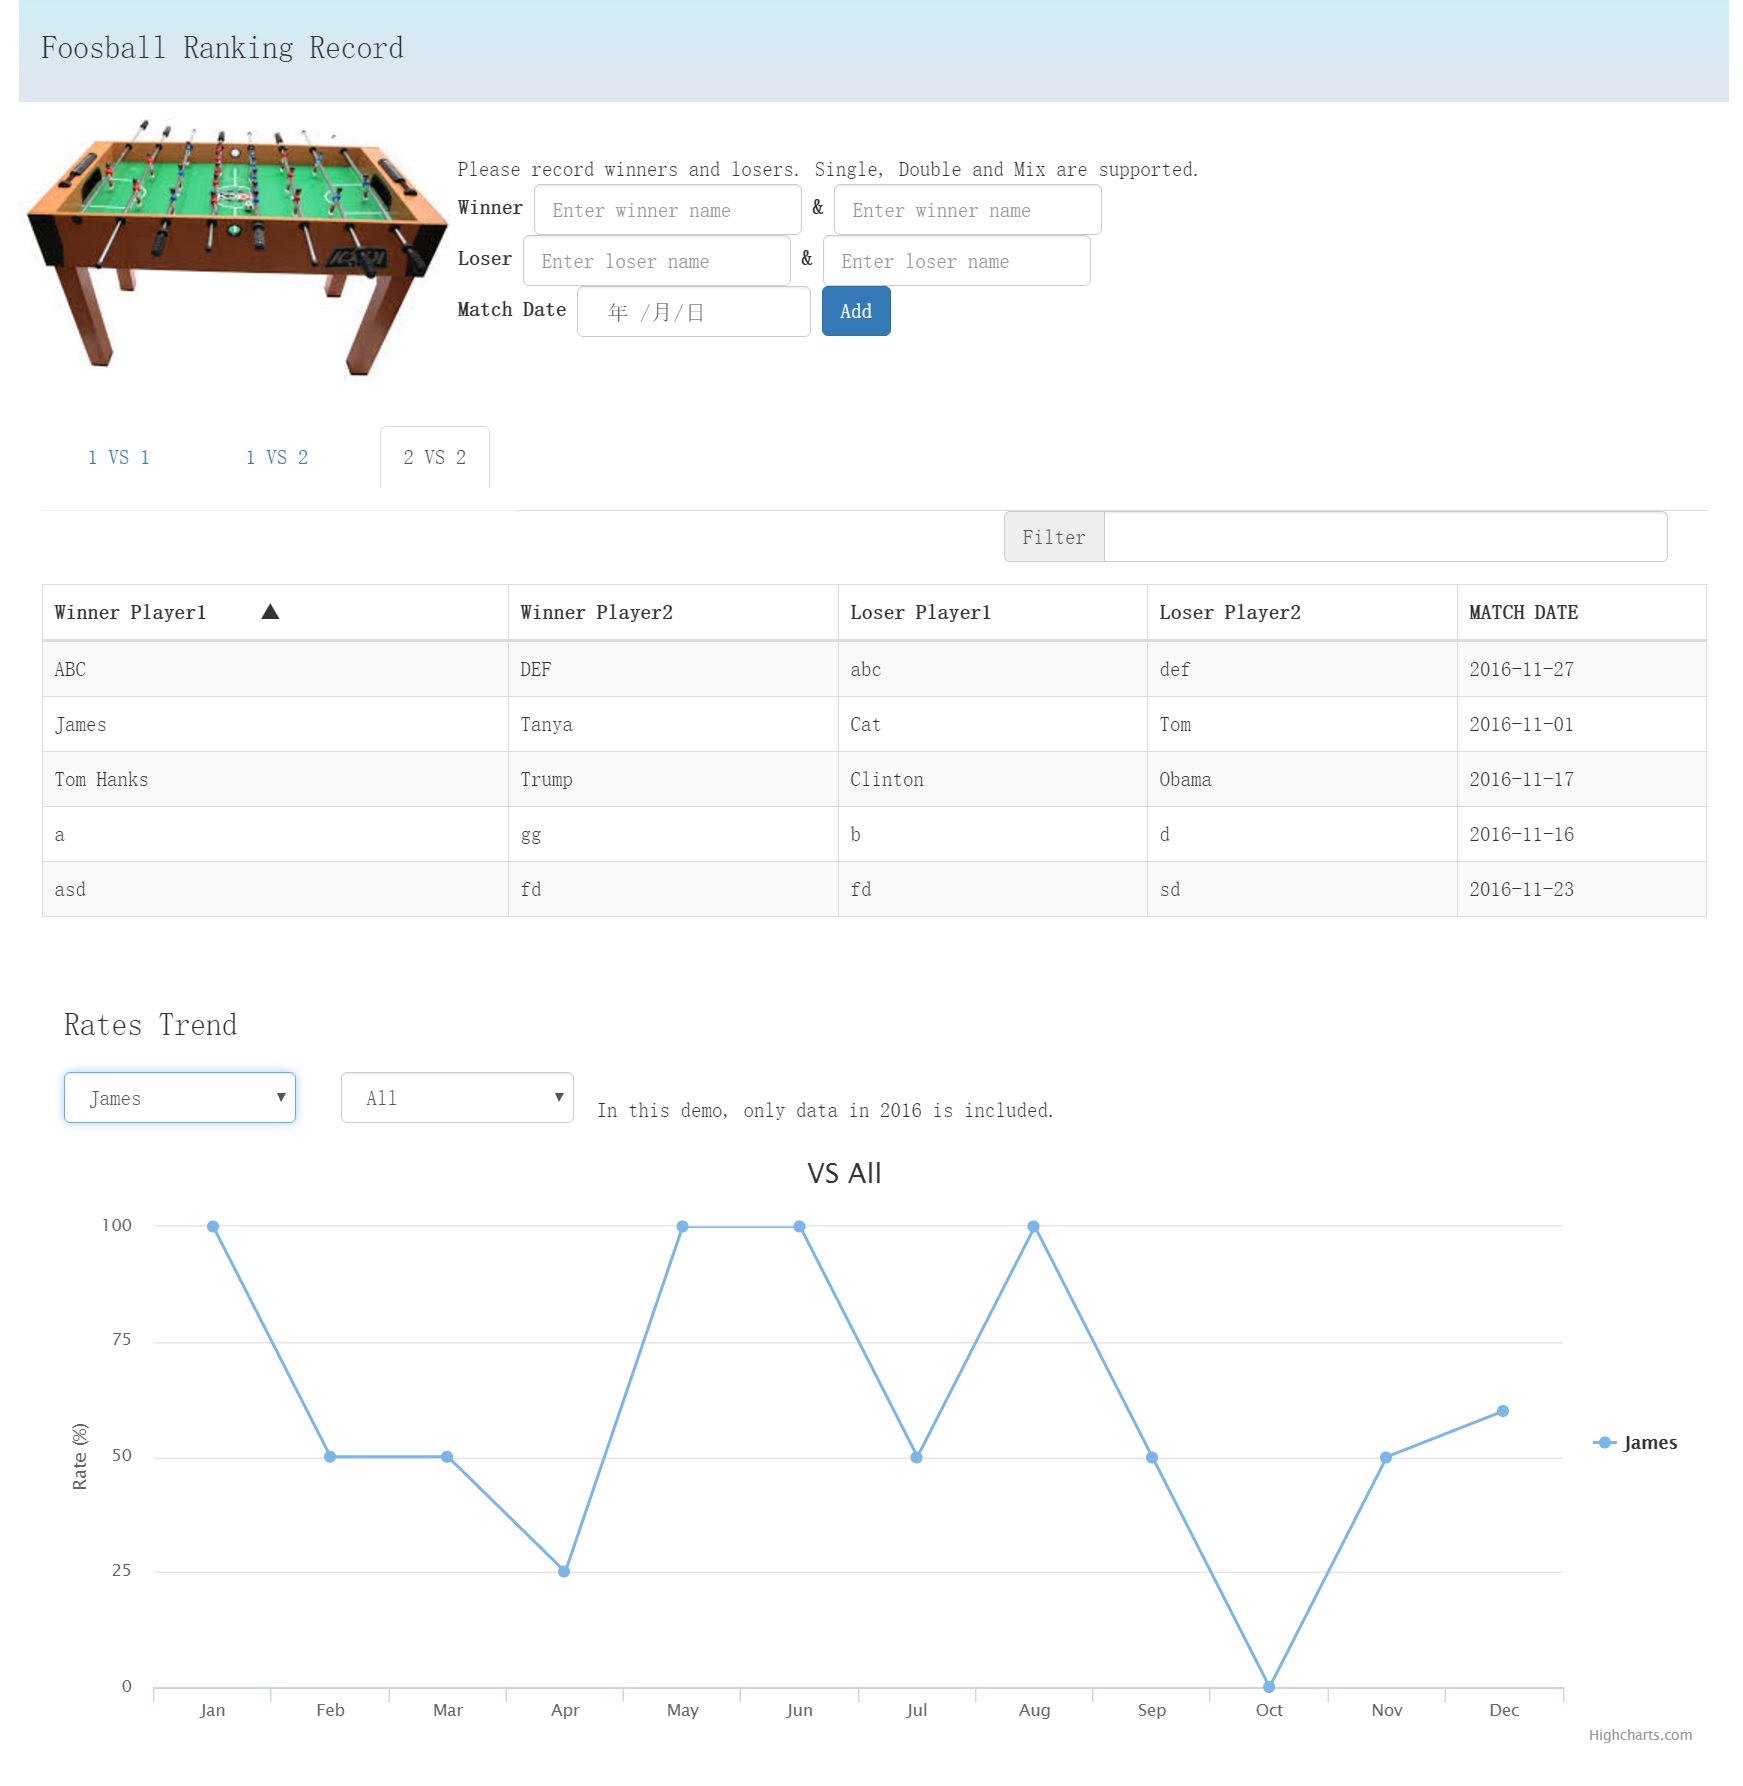 Foosball Ranking Record
Please record winners and losers. Single, Double and Mix are supported.
Winner Enter winner name & Enter winner name
Loser Enter loser name & Enter loser name
Match Date 年 /月/日 Add
1 VS 1 1 VS 2 2 VS 2
Filter
Winner Player1 ▲ Winner Player2 Loser Player1 Loser Player2 MATCH DATE
ABC DEF abc def 2016-11-27
James Tanya Cat Tom 2016-11-01
Tom Hanks Trump Clinton Obama 2016-11-17
a gg b d 2016-11-16
asd fd fd sd 2016-11-23
Rates Trend
James All In this demo, only data in 2016 is included.
VS All
100
75
50
25
0
Rate (%)
Jan Feb Mar Apr May Jun Jul Aug Sep Oct Nov Dec
James
Highcharts.com